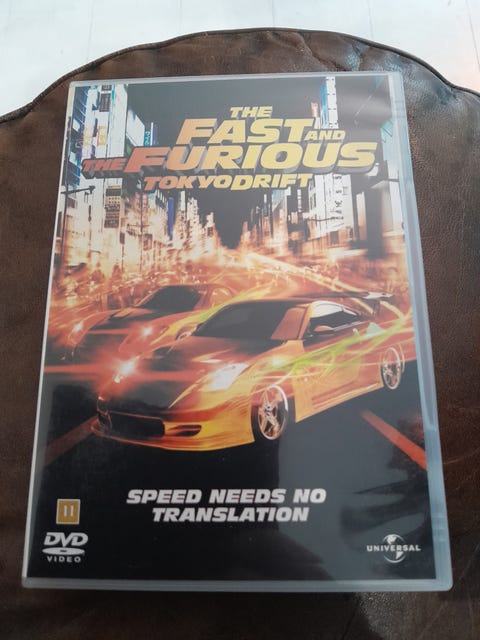 THE
FAST AND
THE FURIOUS
TOKYO DRIFT
SPEED NEEDS NO
TRANSLATION
11
DVD
VIDEO
UNIVERSAL